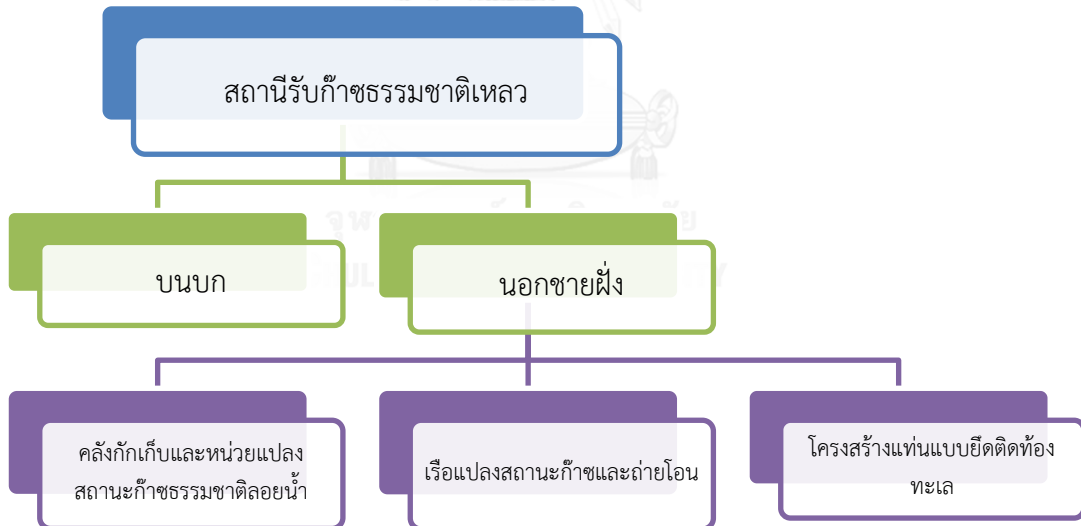 สถานีรับก๊าซธรรมชาติเหลว
บนบก
นอกชายฝั่ง
คลังกักเก็บและหน่วยแปลง
สถานะก๊าซธรรมชาติลอยน้ำ
เรือแปลงสถานะก๊าซและถ่ายโอน
โครงสร้างแท่นแบบยึดติดท้อง
ทะเล